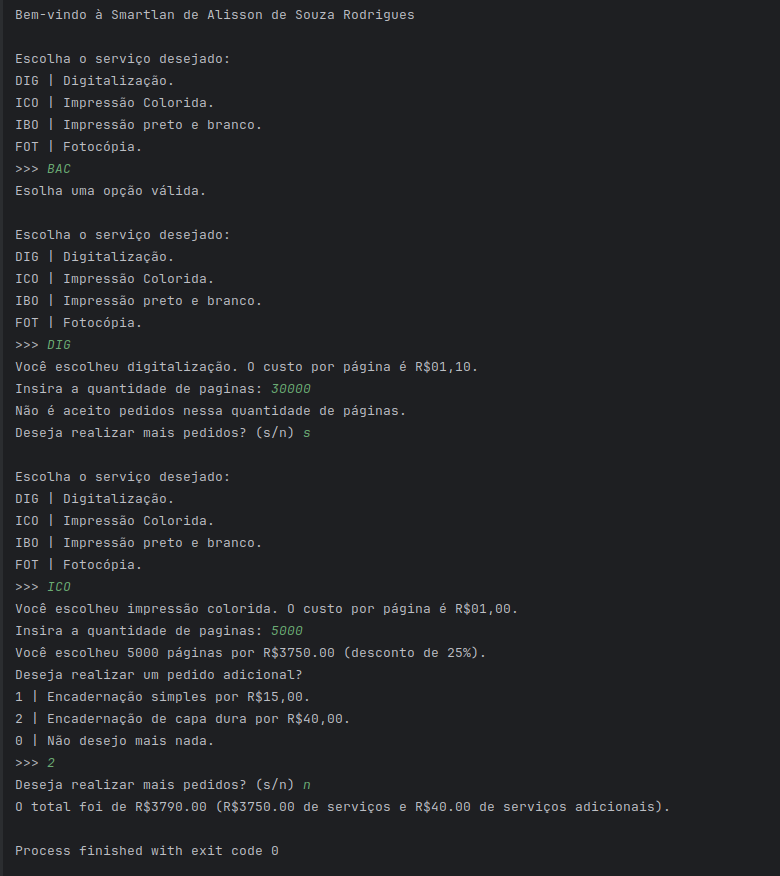 Bem-vindo à Smartlan de Alisson de Souza Rodrigues
Escolha o serviço desejado:
DIG | Digitalização.
ICO | Impressão Colorida.
IBO | Impressão preto e branco.
FOT | Fotocópia.
>>> BAC
Esolha uma opção válida.
Escolha o serviço desejado:
DIG | Digitalização.
ICO | Impressão Colorida.
IBO | Impressão preto e branco.
FOT | Fotocópia.
>>> DIG
Você escolheu digitalização. O custo por página é R$01,10.
Insira a quantidade de paginas: 30000
Não é aceito pedidos nessa quantidade de páginas.
Deseja realizar mais pedidos? (s/n) s
Escolha o serviço desejado:
DIG | Digitalização.
ICO | Impressão Colorida.
IBO | Impressão preto e branco.
FOT | Fotocópia.
>>> ICO
Você escolheu impressão colorida. O custo por página é R$01,00.
Insira a quantidade de paginas: 5000
Você escolheu 5000 páginas por R$3750.00 (desconto de 25%).
Deseja realizar um pedido adicional?
1 | Encadernação simples por R$15,00.
2 | Encadernação de capa dura por R$40,00.
0 | Não desejo mais nada.
>>> 2
Deseja realizar mais pedidos? (s/n) n
O total foi de R$3790.00 (R$3750.00 de serviços e R$40.00 de serviços adicionais).
Process finished with exit code 0